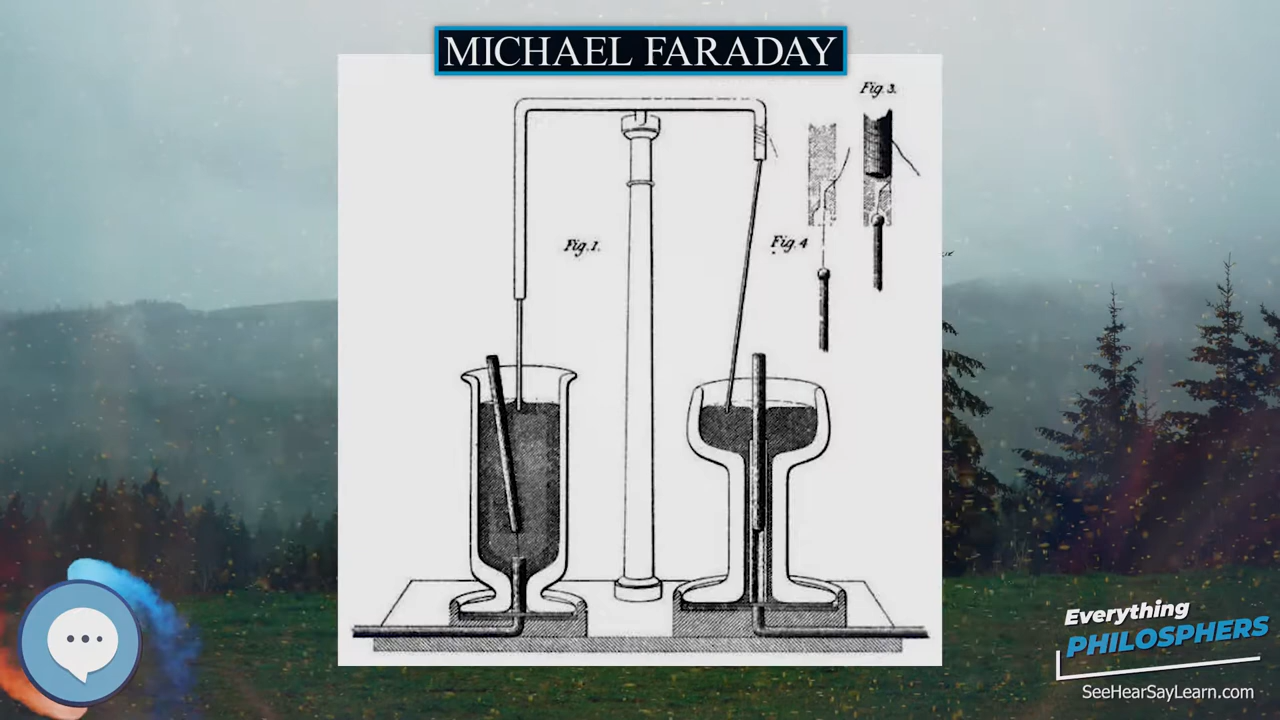 MICHAEL FARADAY
Fig. 3.
Fig. 1.
Fig. 4
Everything
PHILOSPHERS
SeeHearSayLearn.com